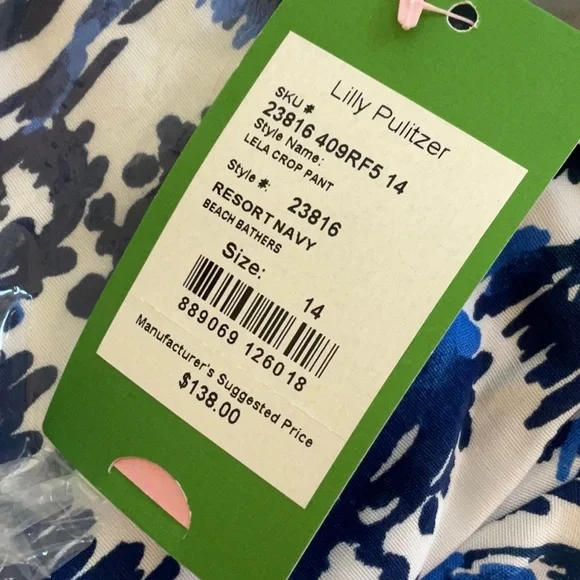 Lilly Pulitzer
SKU #
23816 409RF5 14
Style Name:
LELA CROP PANT
Style #: 23816
RESORT NAVY
BEACH BATHERS
Size: 14
889069 126018
Manufacturer's Suggested Price
$138.00